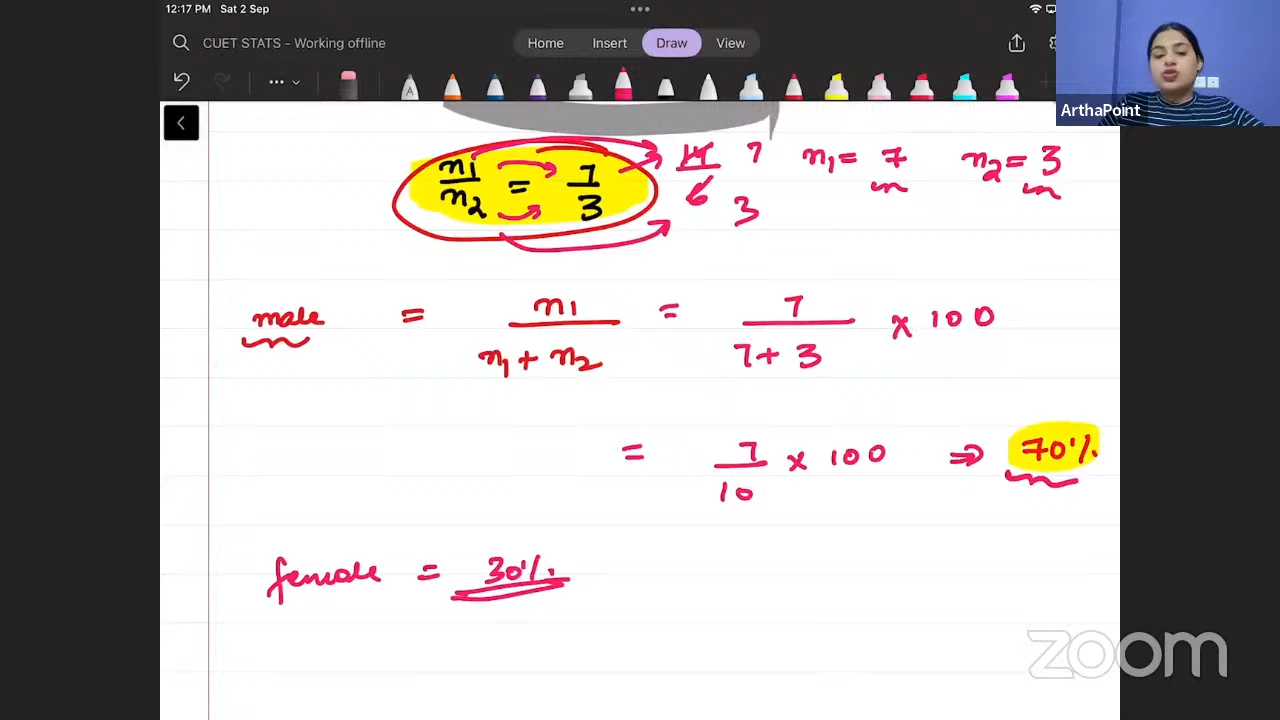 12:17 PM Sat 2 Sep
CUET STATS - Working offline
Home Insert Draw View
A
ArthaPoint
n1/n2 = 7/3 14/6 7/3 n1 = 7 n2 = 3
male = n1/(n1 + n2) = 7/(7 + 3) x 100
= 7/10 x 100 ⇒ 70%
female = 30%
zoom